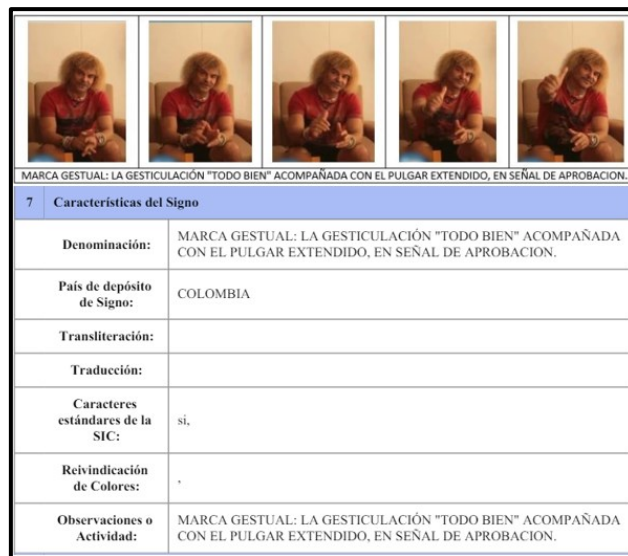 MARCA GESTUAL: LA GESTICULACIÓN "TODO BIEN" ACOMPAÑADA CON EL PULGAR EXTENDIDO, EN SEÑAL DE APROBACION.
7 Características del Signo
Denominación:
MARCA GESTUAL: LA GESTICULACIÓN "TODO BIEN" ACOMPAÑADA
CON EL PULGAR EXTENDIDO, EN SEÑAL DE APROBACION.
País de depósito
de Signo:
COLOMBIA
Transliteración:
Traducción:
Caracteres
estándares de la
SIC:
si,
Reivindicación
de Colores:
,
Observaciones o
Actividad:
MARCA GESTUAL: LA GESTICULACIÓN "TODO BIEN" ACOMPAÑADA
CON EL PULGAR EXTENDIDO, EN SEÑAL DE APROBACION.